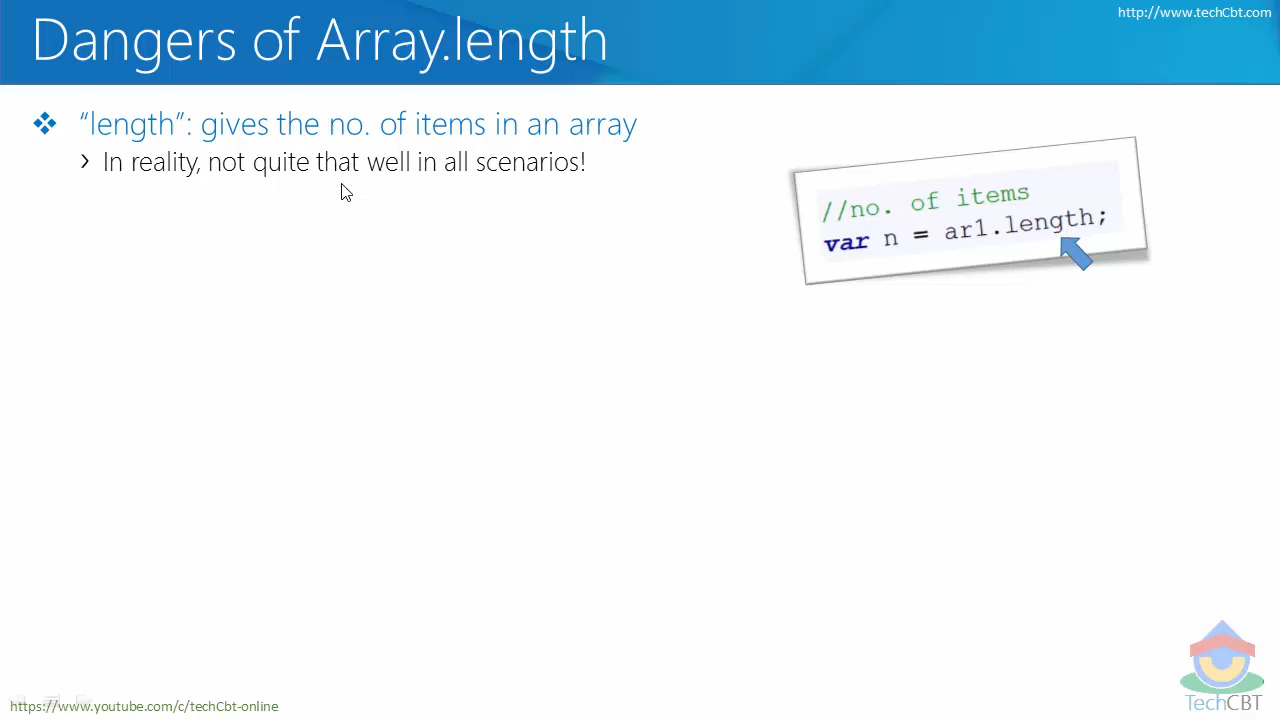 http://www.techCbt.com
Dangers of Array.length
“length”: gives the no. of items in an array
In reality, not quite that well in all scenarios!
//no. of items
var n = ar1.length;
https://www.youtube.com/c/techCbt-online
TechCBT